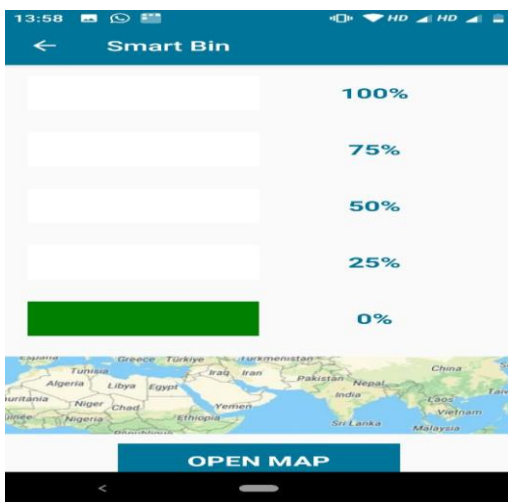 13:58 HD HD
Smart Bin
100%
75%
50%
25%
0%
España Greece Türkiye Turkmenistan
Tunisia Iraq Iran China
Algeria Libya Egypt Pakistan Nepal
India Laos
Niger Chad Yemen Vietnam
Nigeria Ethiopia Sri Lanka
Malaysia
OPEN MAP